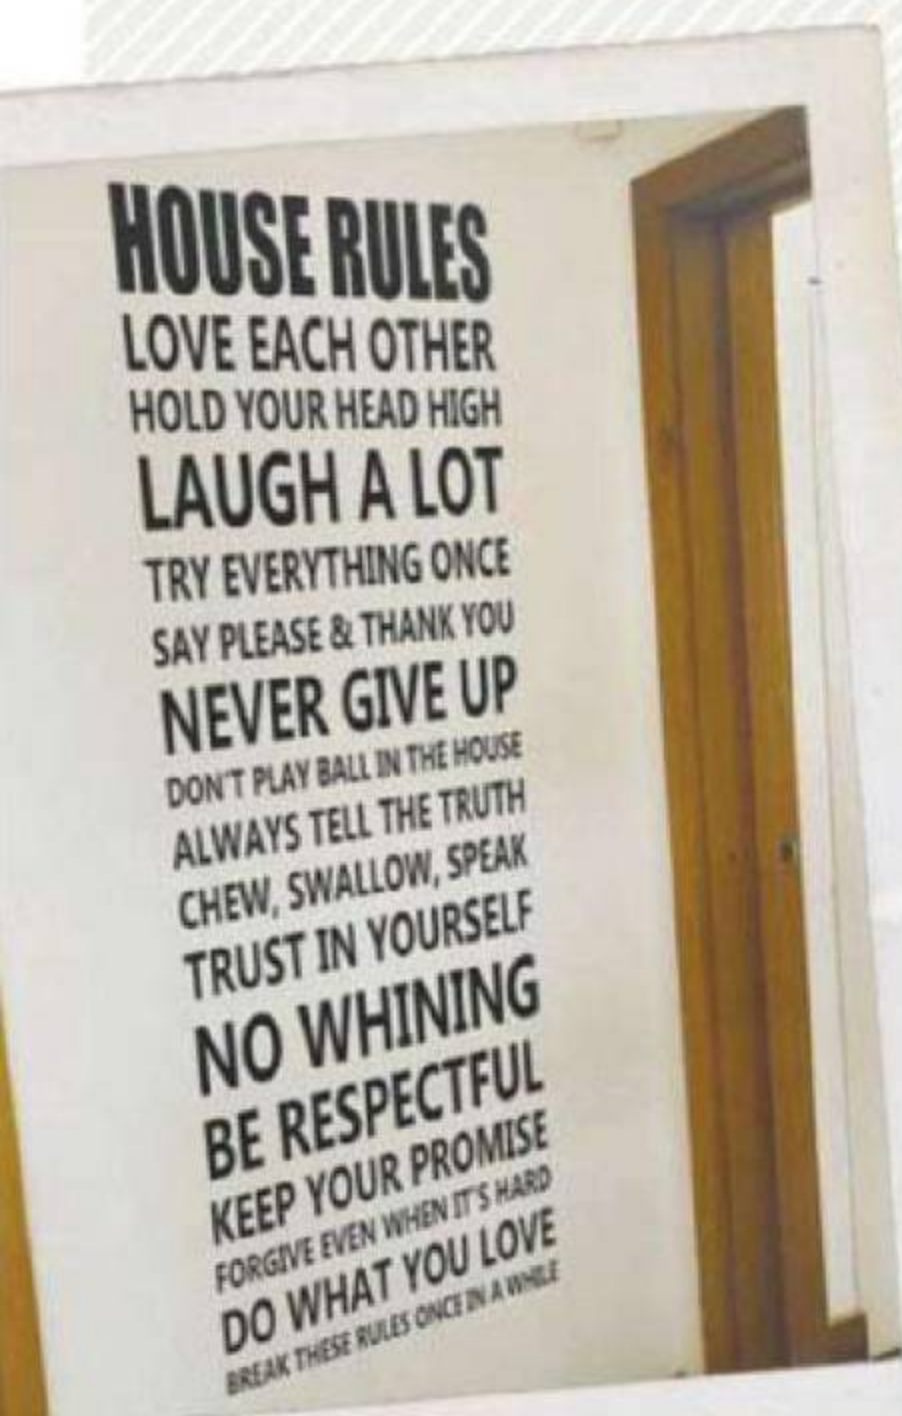 HOUSE RULES
LOVE EACH OTHER
HOLD YOUR HEAD HIGH
LAUGH A LOT
TRY EVERYTHING ONCE
SAY PLEASE & THANK YOU
NEVER GIVE UP
DON'T PLAY BALL IN THE HOUSE
ALWAYS TELL THE TRUTH
CHEW, SWALLOW, SPEAK
TRUST IN YOURSELF
NO WHINING
BE RESPECTFUL
KEEP YOUR PROMISE
FORGIVE EVEN WHEN IT'S HARD
DO WHAT YOU LOVE
BREAK THESE RULES ONCE IN A WHILE